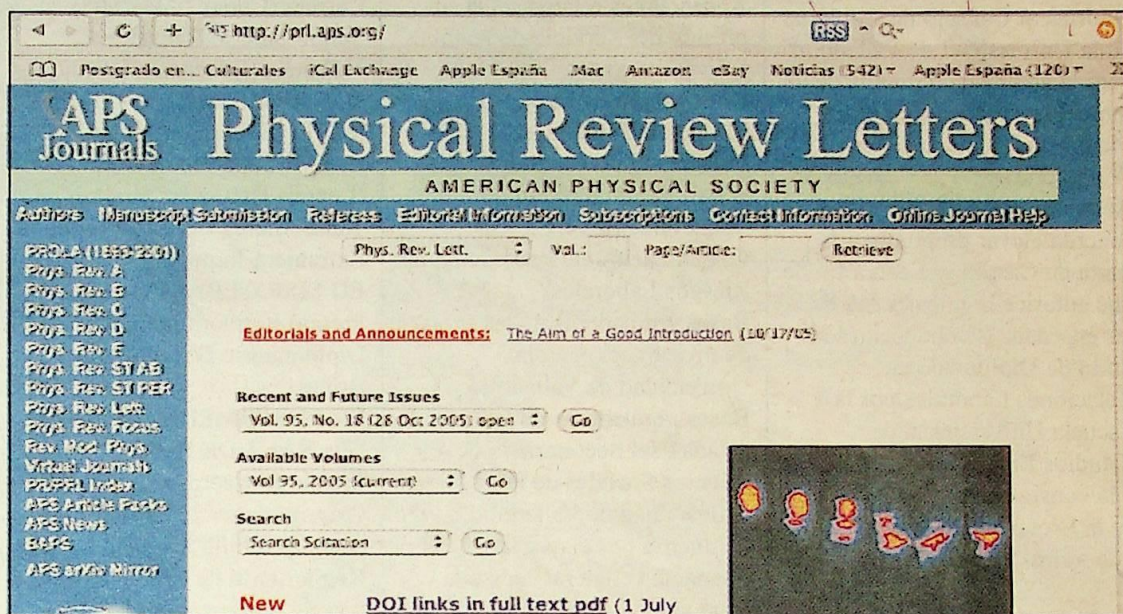 http://prl.aps.org/ RSS
Postgrado en... Culturales iCal Exchange Apple España .Mac Amazon eBay Noticias (542) Apple España (120)
APS Journals Physical Review Letters
AMERICAN PHYSICAL SOCIETY
Authors Manuscript Submission Referees Editorial Information Subscriptions Contact Information Online Journal Help
Phys. Rev. Lett. Vol.: Page/Article: Retrieve
PROLA
Phys. Rev. A
Phys. Rev. B
Phys. Rev. C
Phys. Rev. D
Phys. Rev. E
Phys. Rev. ST AB
Phys. Rev. ST PER
Phys. Rev. Lett.
Phys. Rev. Focus
Rev. Mod. Phys.
Virtual Journals
PR/PRL Index
APS Article Packs
APS News
BAPS
APS arXiv Mirror
Editorials and Announcements: The Aim of a Good Introduction
Recent and Future Issues
Vol. 95, No. 18 (28 Oct 2005) open Go
Available Volumes
Vol 95, 2005 (current) Go
Search
Search Scitation Go
New DOI links in full text pdf (1 July